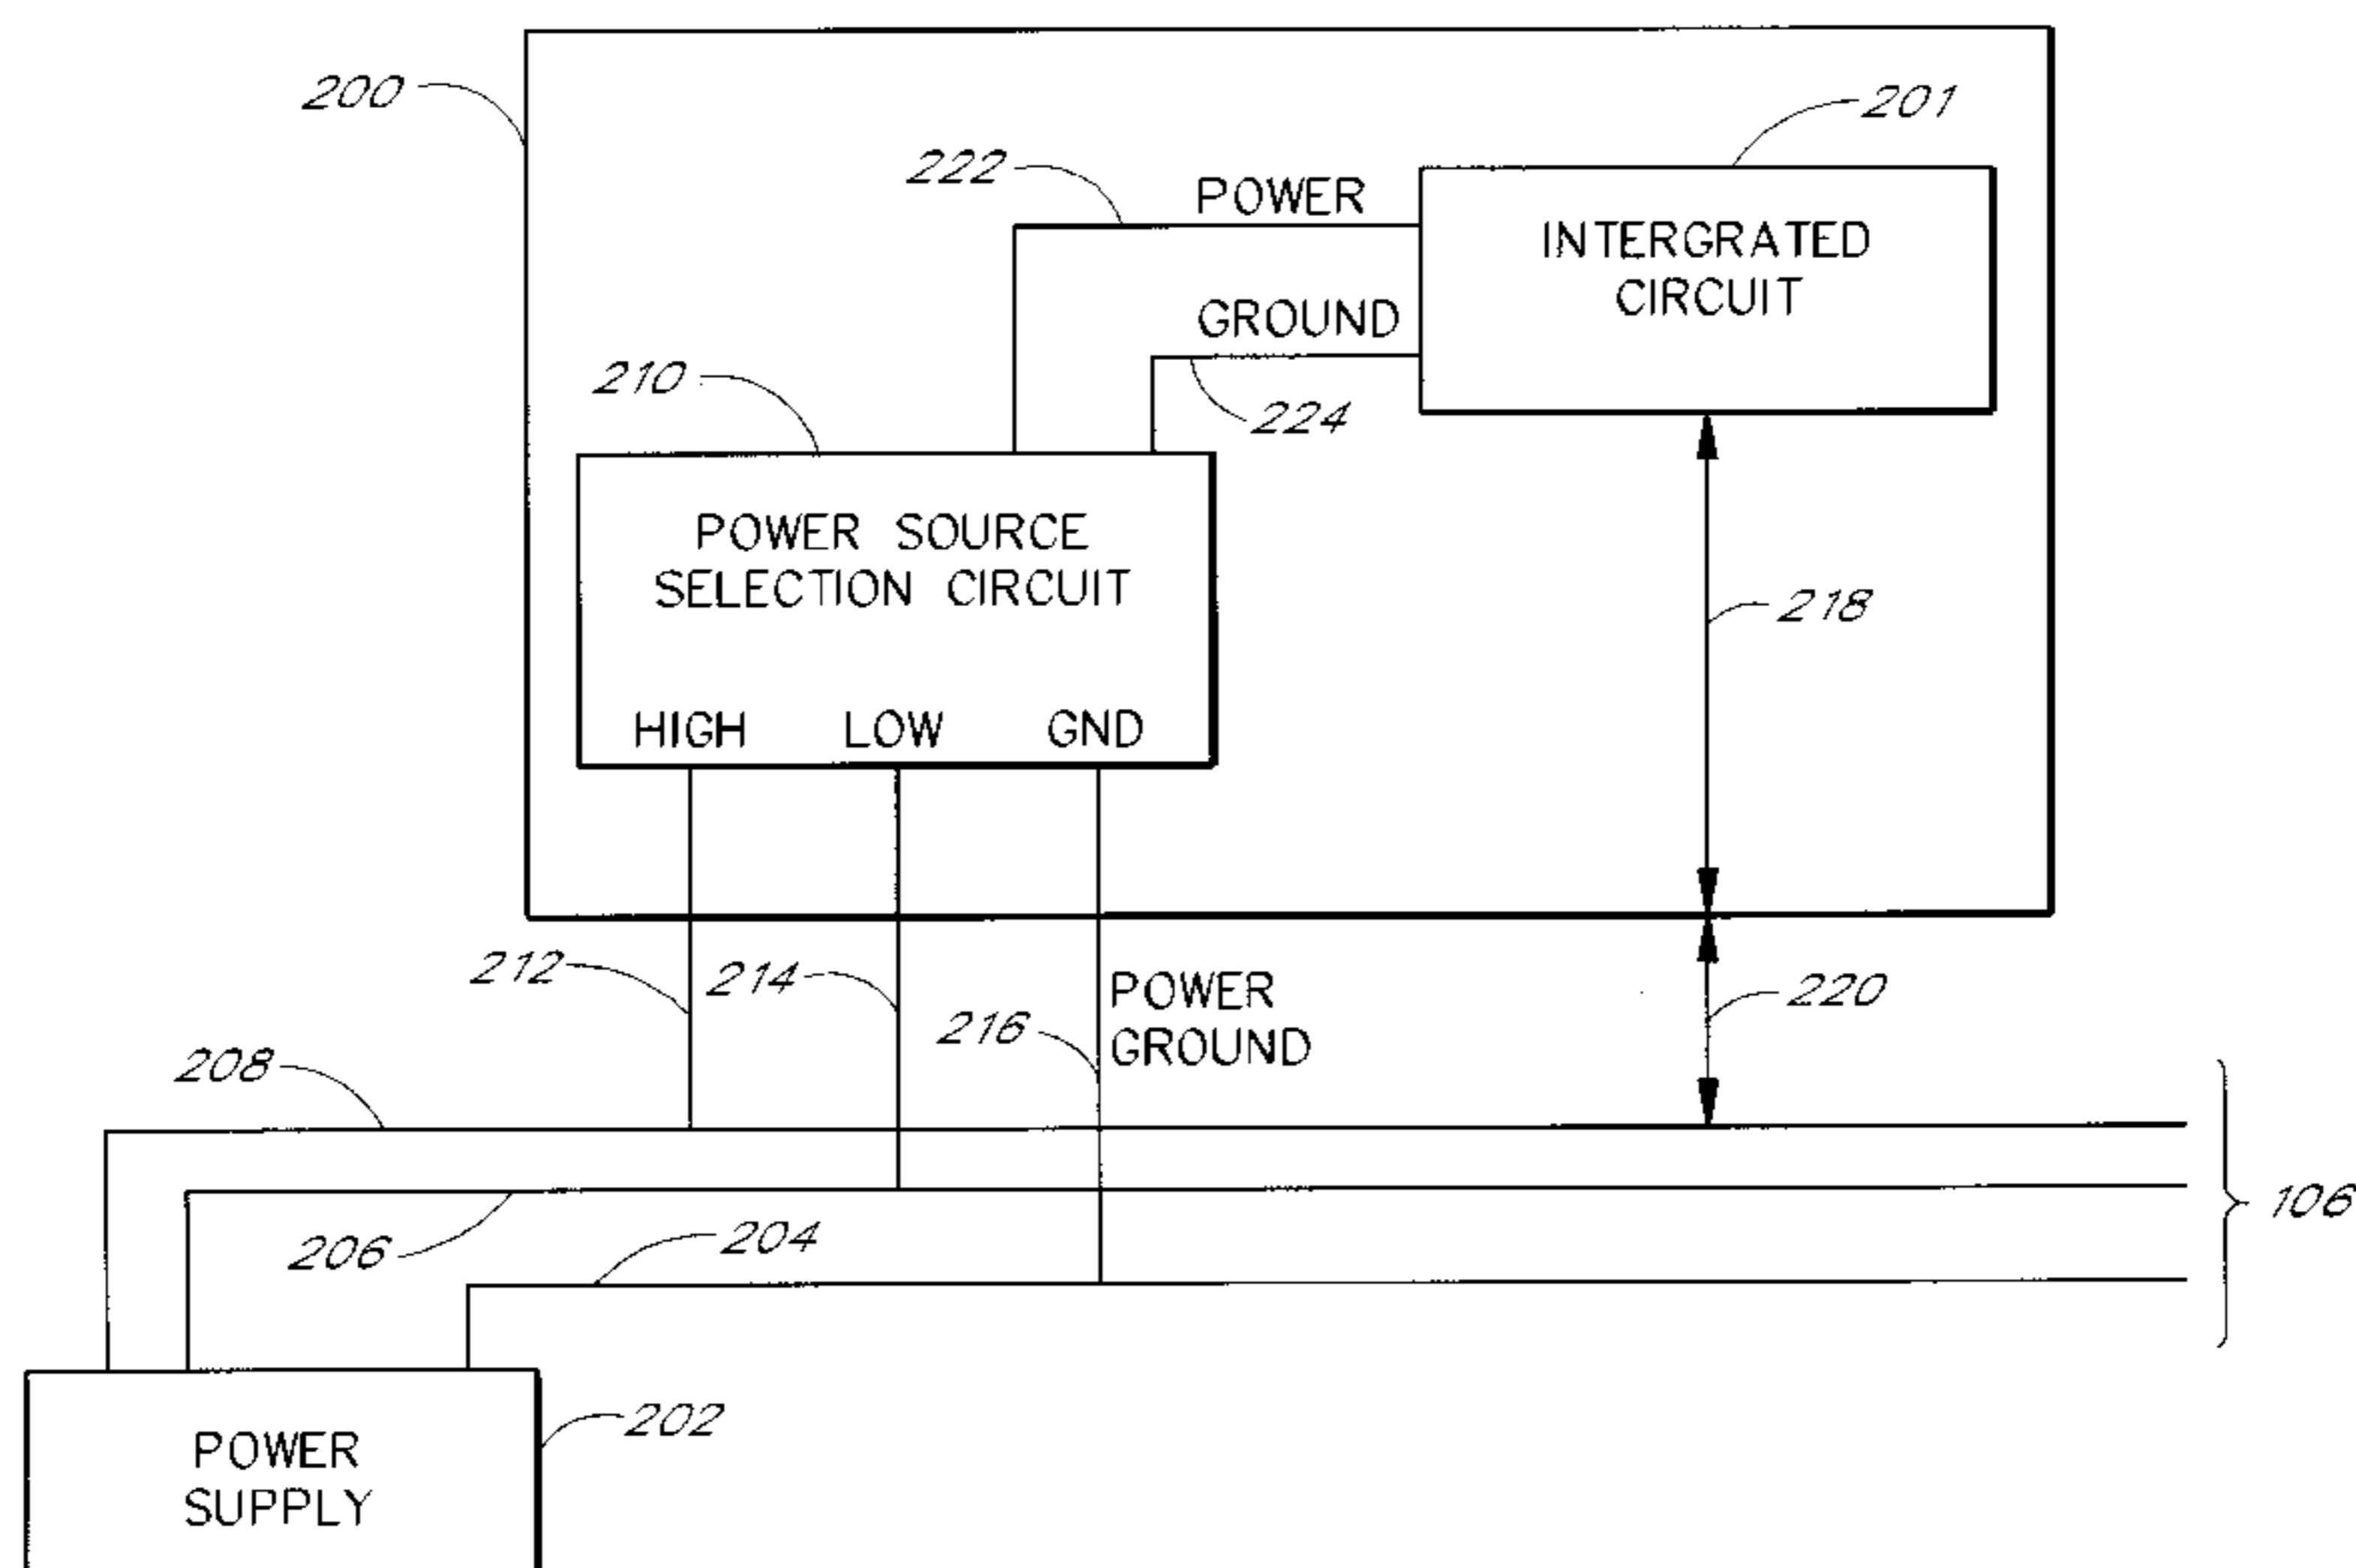 200
201
222
POWER
INTERGRATED
CIRCUIT
GROUND
210
224
POWER SOURCE
SELECTION CIRCUIT
218
HIGH LOW GND
212
214
POWER
GROUND
220
216
208
106
206
204
202
POWER
SUPPLY